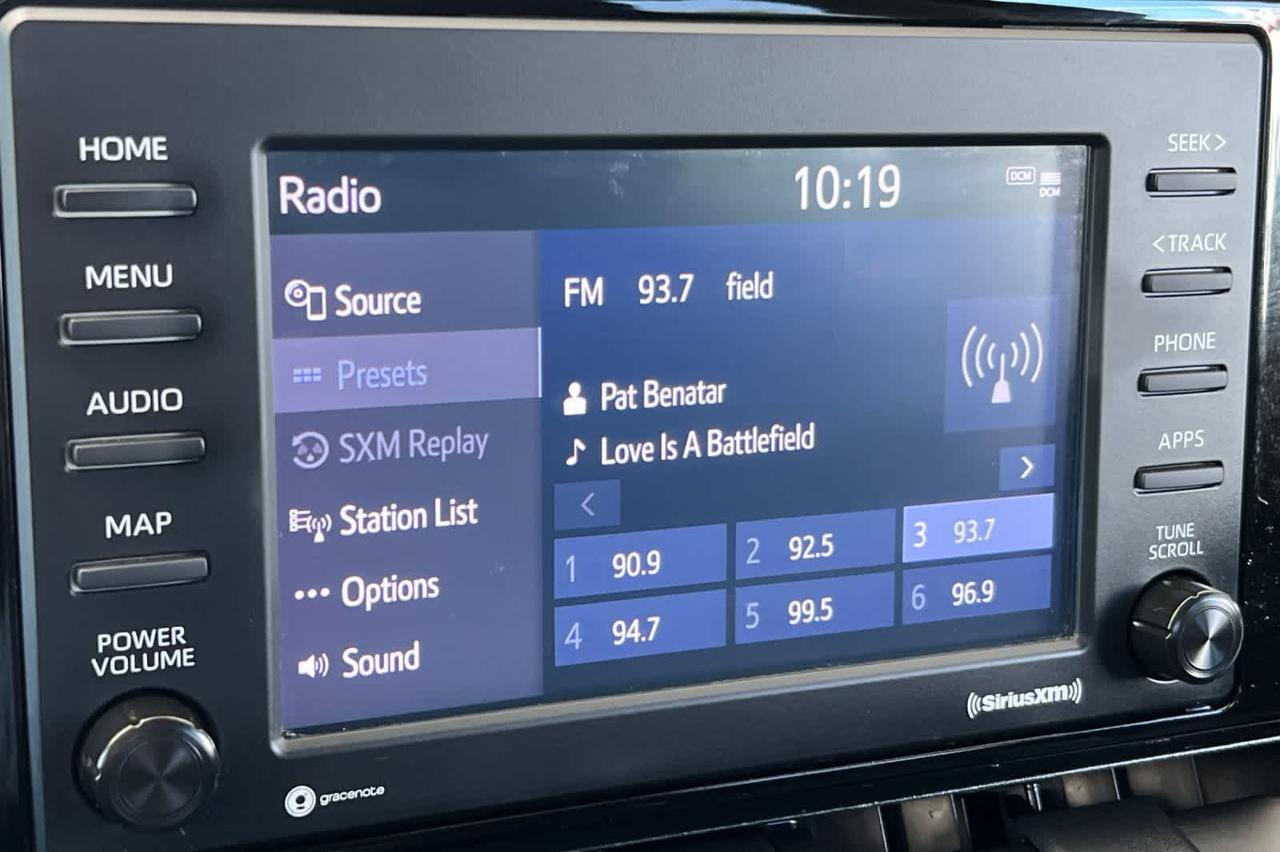 HOME
MENU
AUDIO
MAP
POWER
VOLUME
Radio
10:19
DCM
DCM
Source
Presets
SXM Replay
Station List
Options
Sound
FM 93.7 field
Pat Benatar
Love Is A Battlefield
<
>
1 90.9
2 92.5
3 93.7
4 94.7
5 99.5
6 96.9
SEEK >
< TRACK
PHONE
APPS
TUNE
SCROLL
gracenote
((SiriusXM))